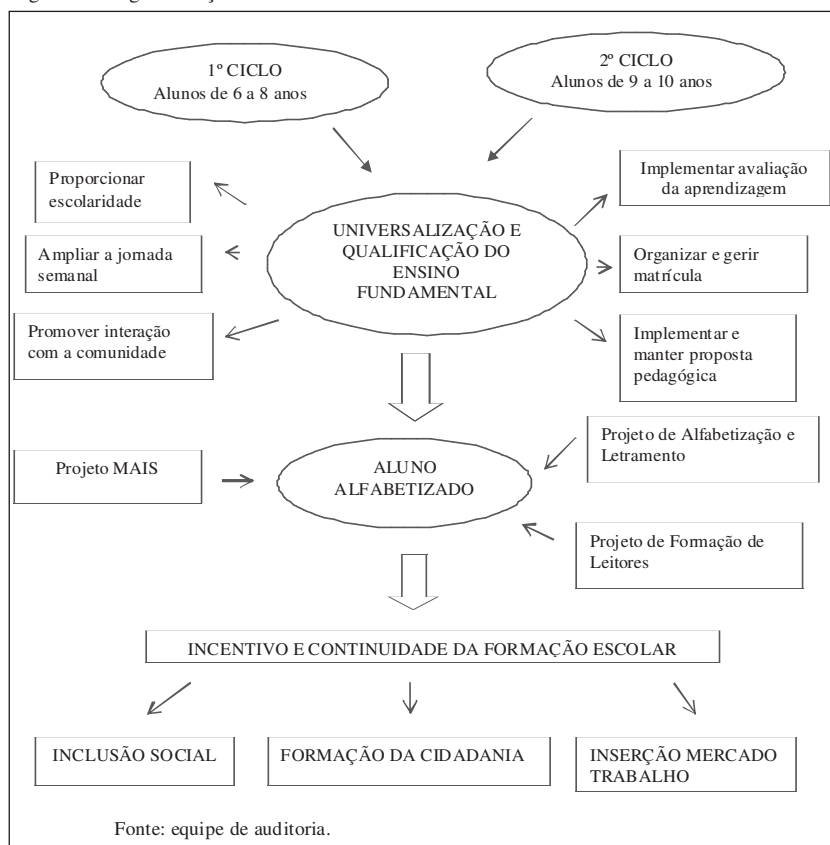 1º CICLO
Alunos de 6 a 8 anos
2º CICLO
Alunos de 9 a 10 anos
Proporcionar
escolaridade
Ampliar a jornada
semanal
Promover interação
com a comunidade
UNIVERSALIZAÇÃO E
QUALIFICAÇÃO DO
ENSINO
FUNDAMENTAL
Implementar avaliação
da aprendizagem
Organizar e gerir
matrícula
Implementar e
manter proposta
pedagógica
Projeto MAIS
ALUNO
ALFABETIZADO
Projeto de Alfabetização e
Letramento
Projeto de Formação de
Leitores
INCENTIVO E CONTINUIDADE DA FORMAÇÃO ESCOLAR
INCLUSÃO SOCIAL
FORMAÇÃO DA CIDADANIA
INSERÇÃO MERCADO
TRABALHO
Fonte: equipe de auditoria.